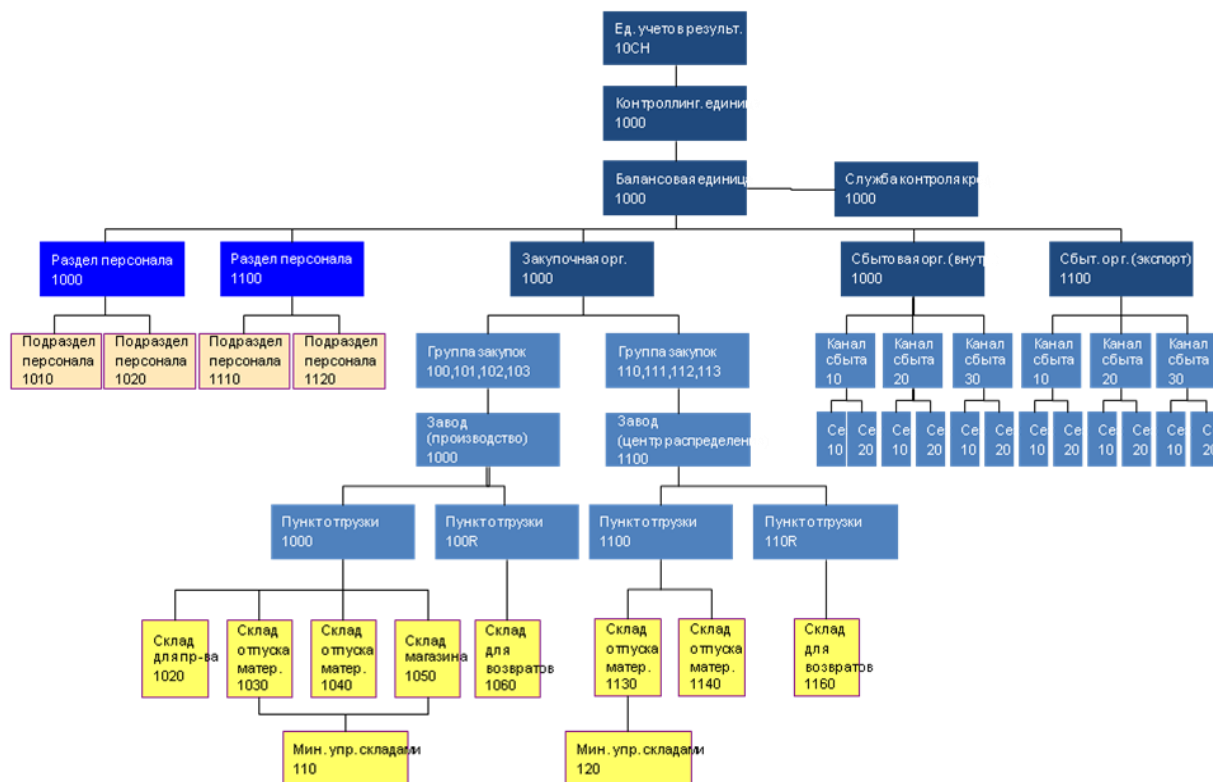 Ед. учетов результ.
10CH
Контроллинг. едини
1000
Балансовая единица
1000
Служба контроля кре
1000
Раздел персонала
1000
Раздел персонала
1100
Закупочная орг.
1000
Сбытовая орг. (внут
1000
Сбыт. орг. (экспорт)
1100
Подраздел
персонала
1010
Подраздел
персонала
1020
Подраздел
персонала
1110
Подраздел
персонала
1120
Группа закупок
100,101,102,103
Группа закупок
110,111,112,113
Канал
сбыта
10
Канал
сбыта
20
Канал
сбыта
30
Канал
сбыта
10
Канал
сбыта
20
Канал
сбыта
30
Завод
(производство)
1000
Завод
(центр распределен
1100
Се
10
Се
20
Се
10
Се
20
Се
10
Се
20
Се
10
Се
20
Се
10
Се
20
Се
10
Се
20
Пункт отгрузки
1000
Пункт отгрузки
100R
Пункт отгрузки
1100
Пункт отгрузки
110R
Склад
для пр-ва
1020
Склад
отпуска
матер.
1030
Склад
отпуска
матер.
1040
Склад
магазина
1050
Склад
для
возвратов
1060
Склад
отпуска
матер.
1130
Склад
отпуска
матер.
1140
Склад
для
возвратов
1160
Мин. упр. складами
110
Мин. упр. складами
120